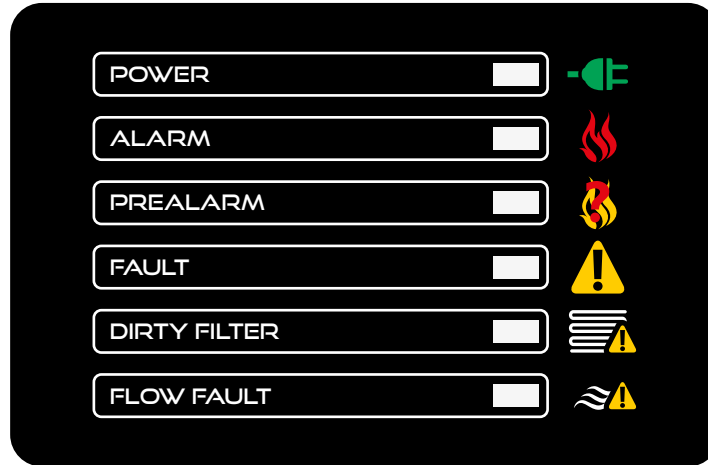 POWER
ALARM
PREALARM
?
FAULT
!
DIRTY FILTER
!
FLOW FAULT
!